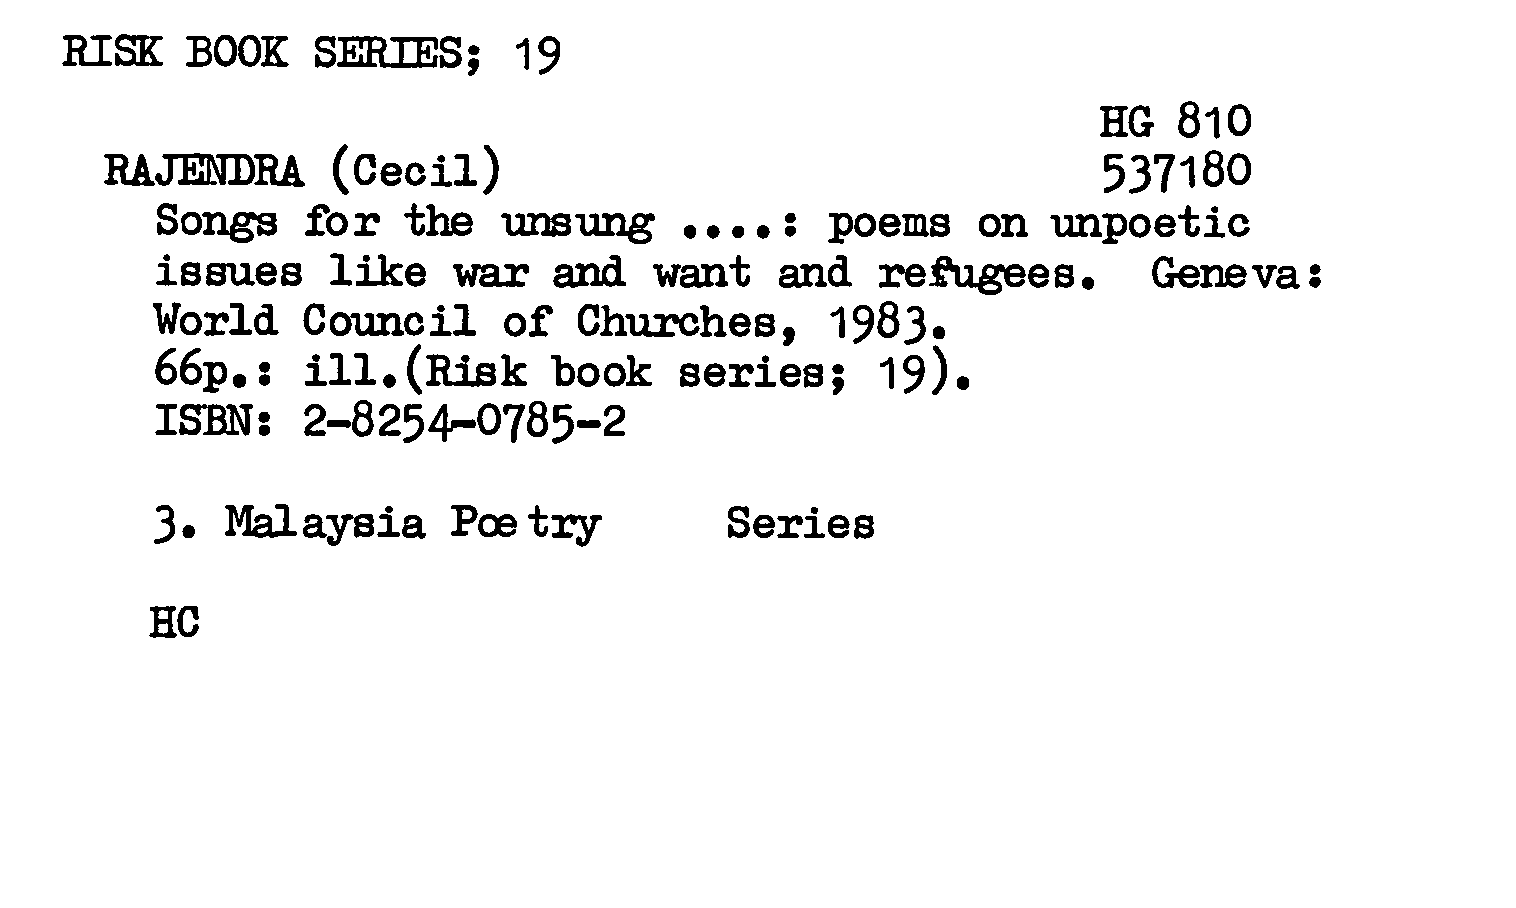 RISK BOOK SERIES; 19
HG 810
RAJENDRA (Cecil) 537180
Songs for the unsung ....: poems on unpoetic
issues like war and want and refugees. Geneva:
World Council of Churches, 1983.
66p.: ill.(Risk book series; 19).
ISBN: 2-8254-0785-2
3. Malaysia Poetry Series
HC